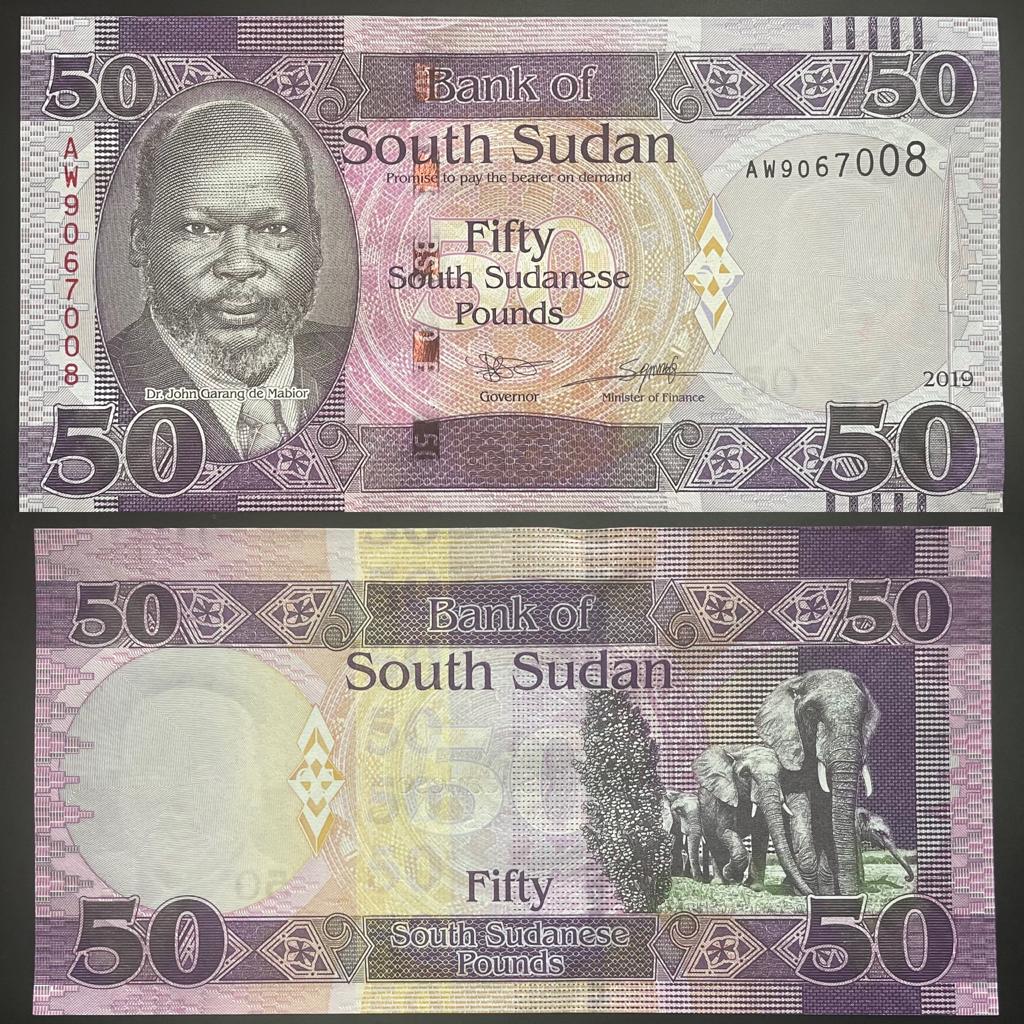 50
Bank of
50
South Sudan
Promise to pay the bearer on demand
AW9067008
AW9067008
50
Fifty
South Sudanese
Pounds
Governor
Minister of Finance
2019
Dr. John Garang de Mabior
50
50
50
Bank of
50
South Sudan
50
Fifty
50
South Sudanese
Pounds
50